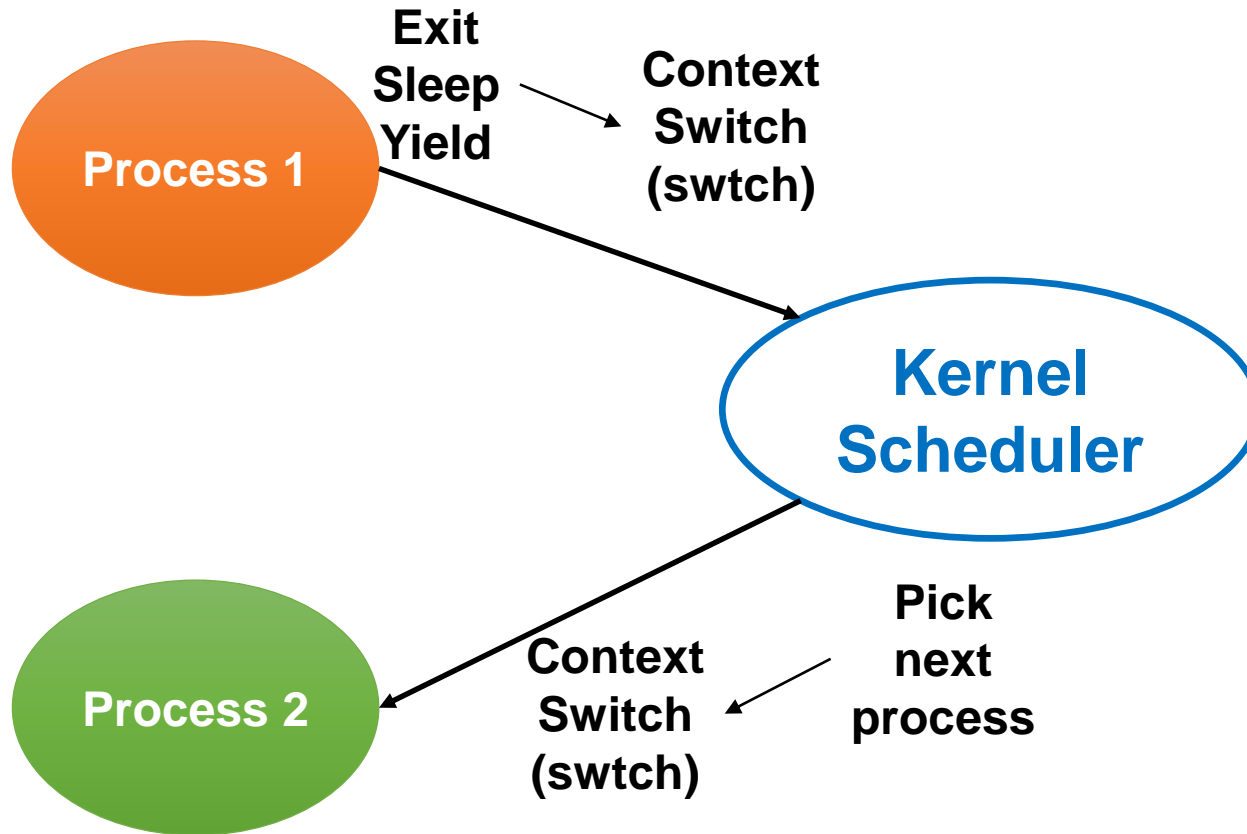 Exit
Sleep
Yield
Context
Switch
(swtch)
Process 1
Kernel
Scheduler
Pick
next
process
Context
Switch
(swtch)
Process 2